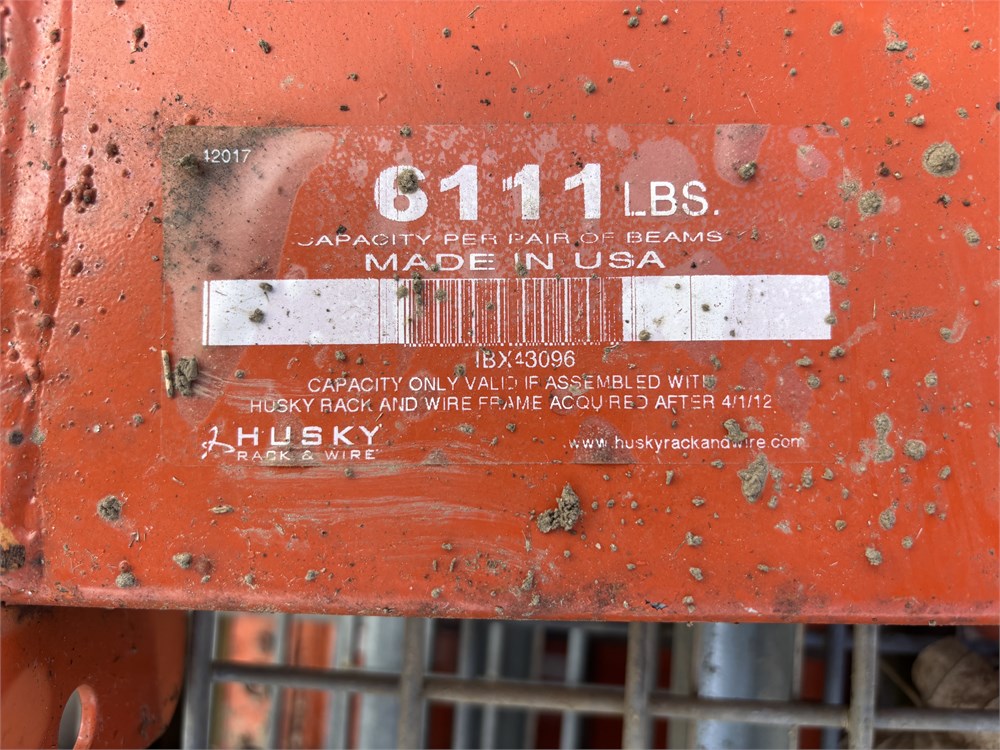 12017
6111 LBS.
CAPACITY PER PAIR OF BEAMS
MADE IN USA
IBX43096
CAPACITY ONLY VALID IF ASSEMBLED WITH
HUSKY RACK AND WIRE FRAME ACQUIRED AFTER 4/1/12
HUSKY
RACK & WIRE
www.huskyrackandwire.com